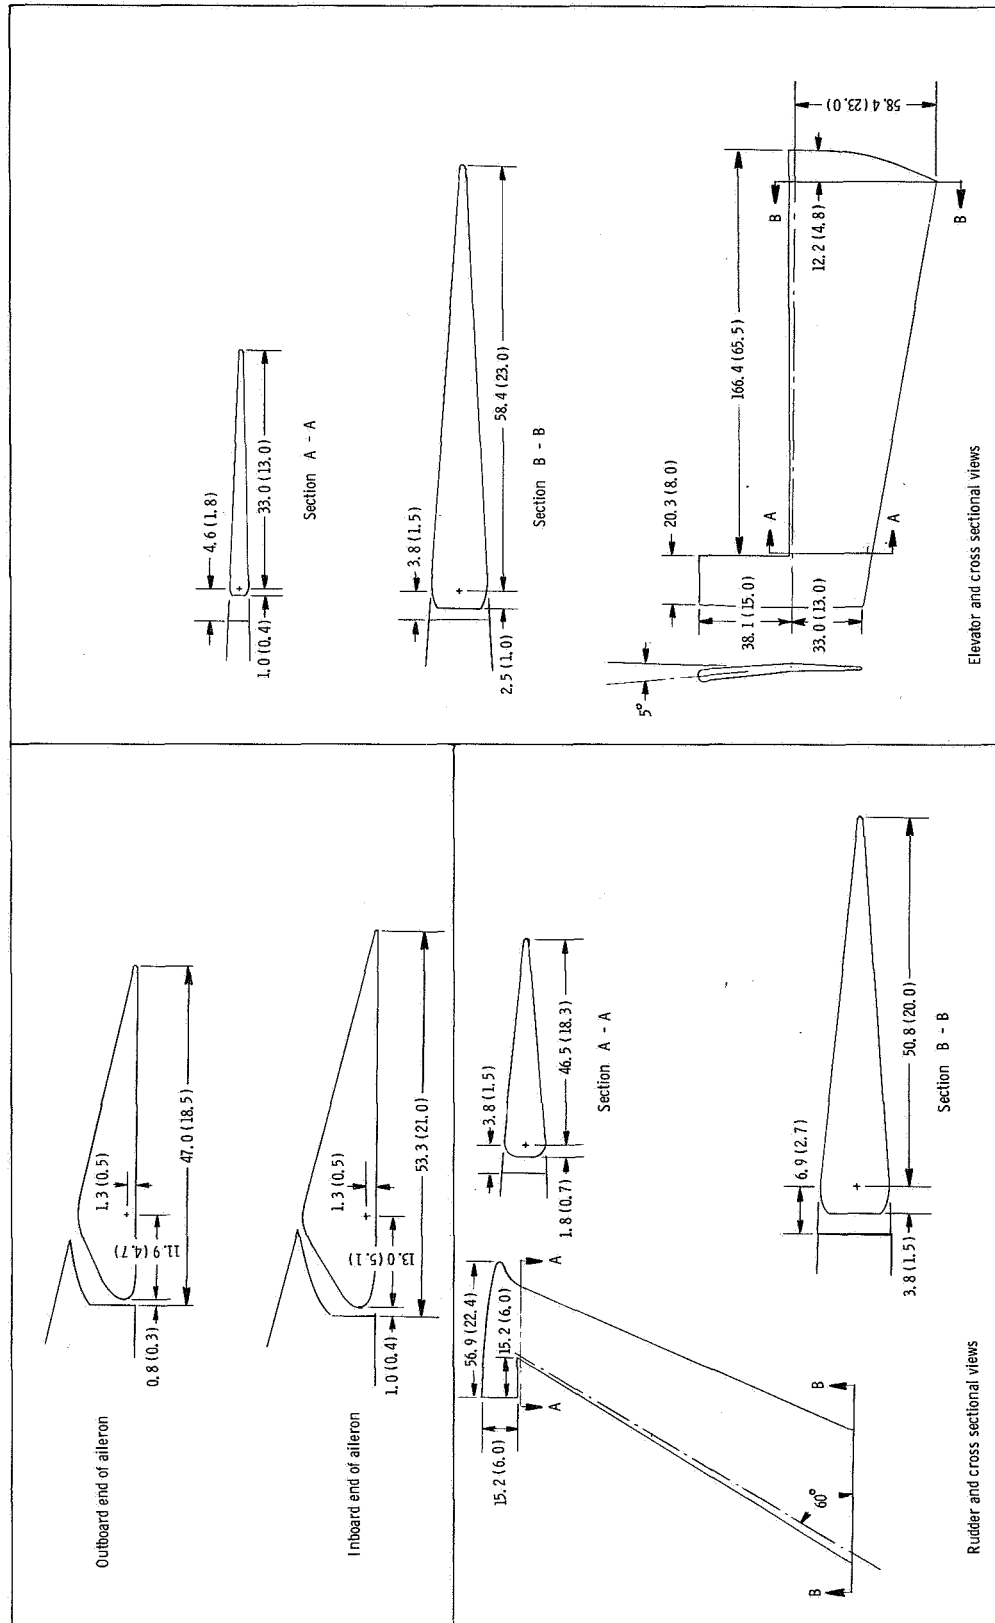 Outboard end of aileron
0.8 (0.3)
11.9 (4.7)
1.3 (0.5)
47.0 (18.5)
Inboard end of aileron
1.0 (0.4)
13.0 (5.1)
1.3 (0.5)
53.3 (21.0)
4.6 (1.8)
1.0 (0.4)
33.0 (13.0)
Section A - A
3.8 (1.5)
2.5 (1.0)
58.4 (23.0)
Section B - B
5°
20.3 (8.0)
38.1 (15.0)
33.0 (13.0)
A
A
166.4 (65.5)
B
B
12.2 (4.8)
58.4 (23.0)
Elevator and cross sectional views
15.2 (6.0)
56.9 (22.4)
15.2 (6.0)
A
A
3.8 (1.5)
1.8 (0.7)
46.5 (18.3)
Section A - A
B
B
60°
6.9 (2.7)
3.8 (1.5)
50.8 (20.0)
Section B - B
Rudder and cross sectional views